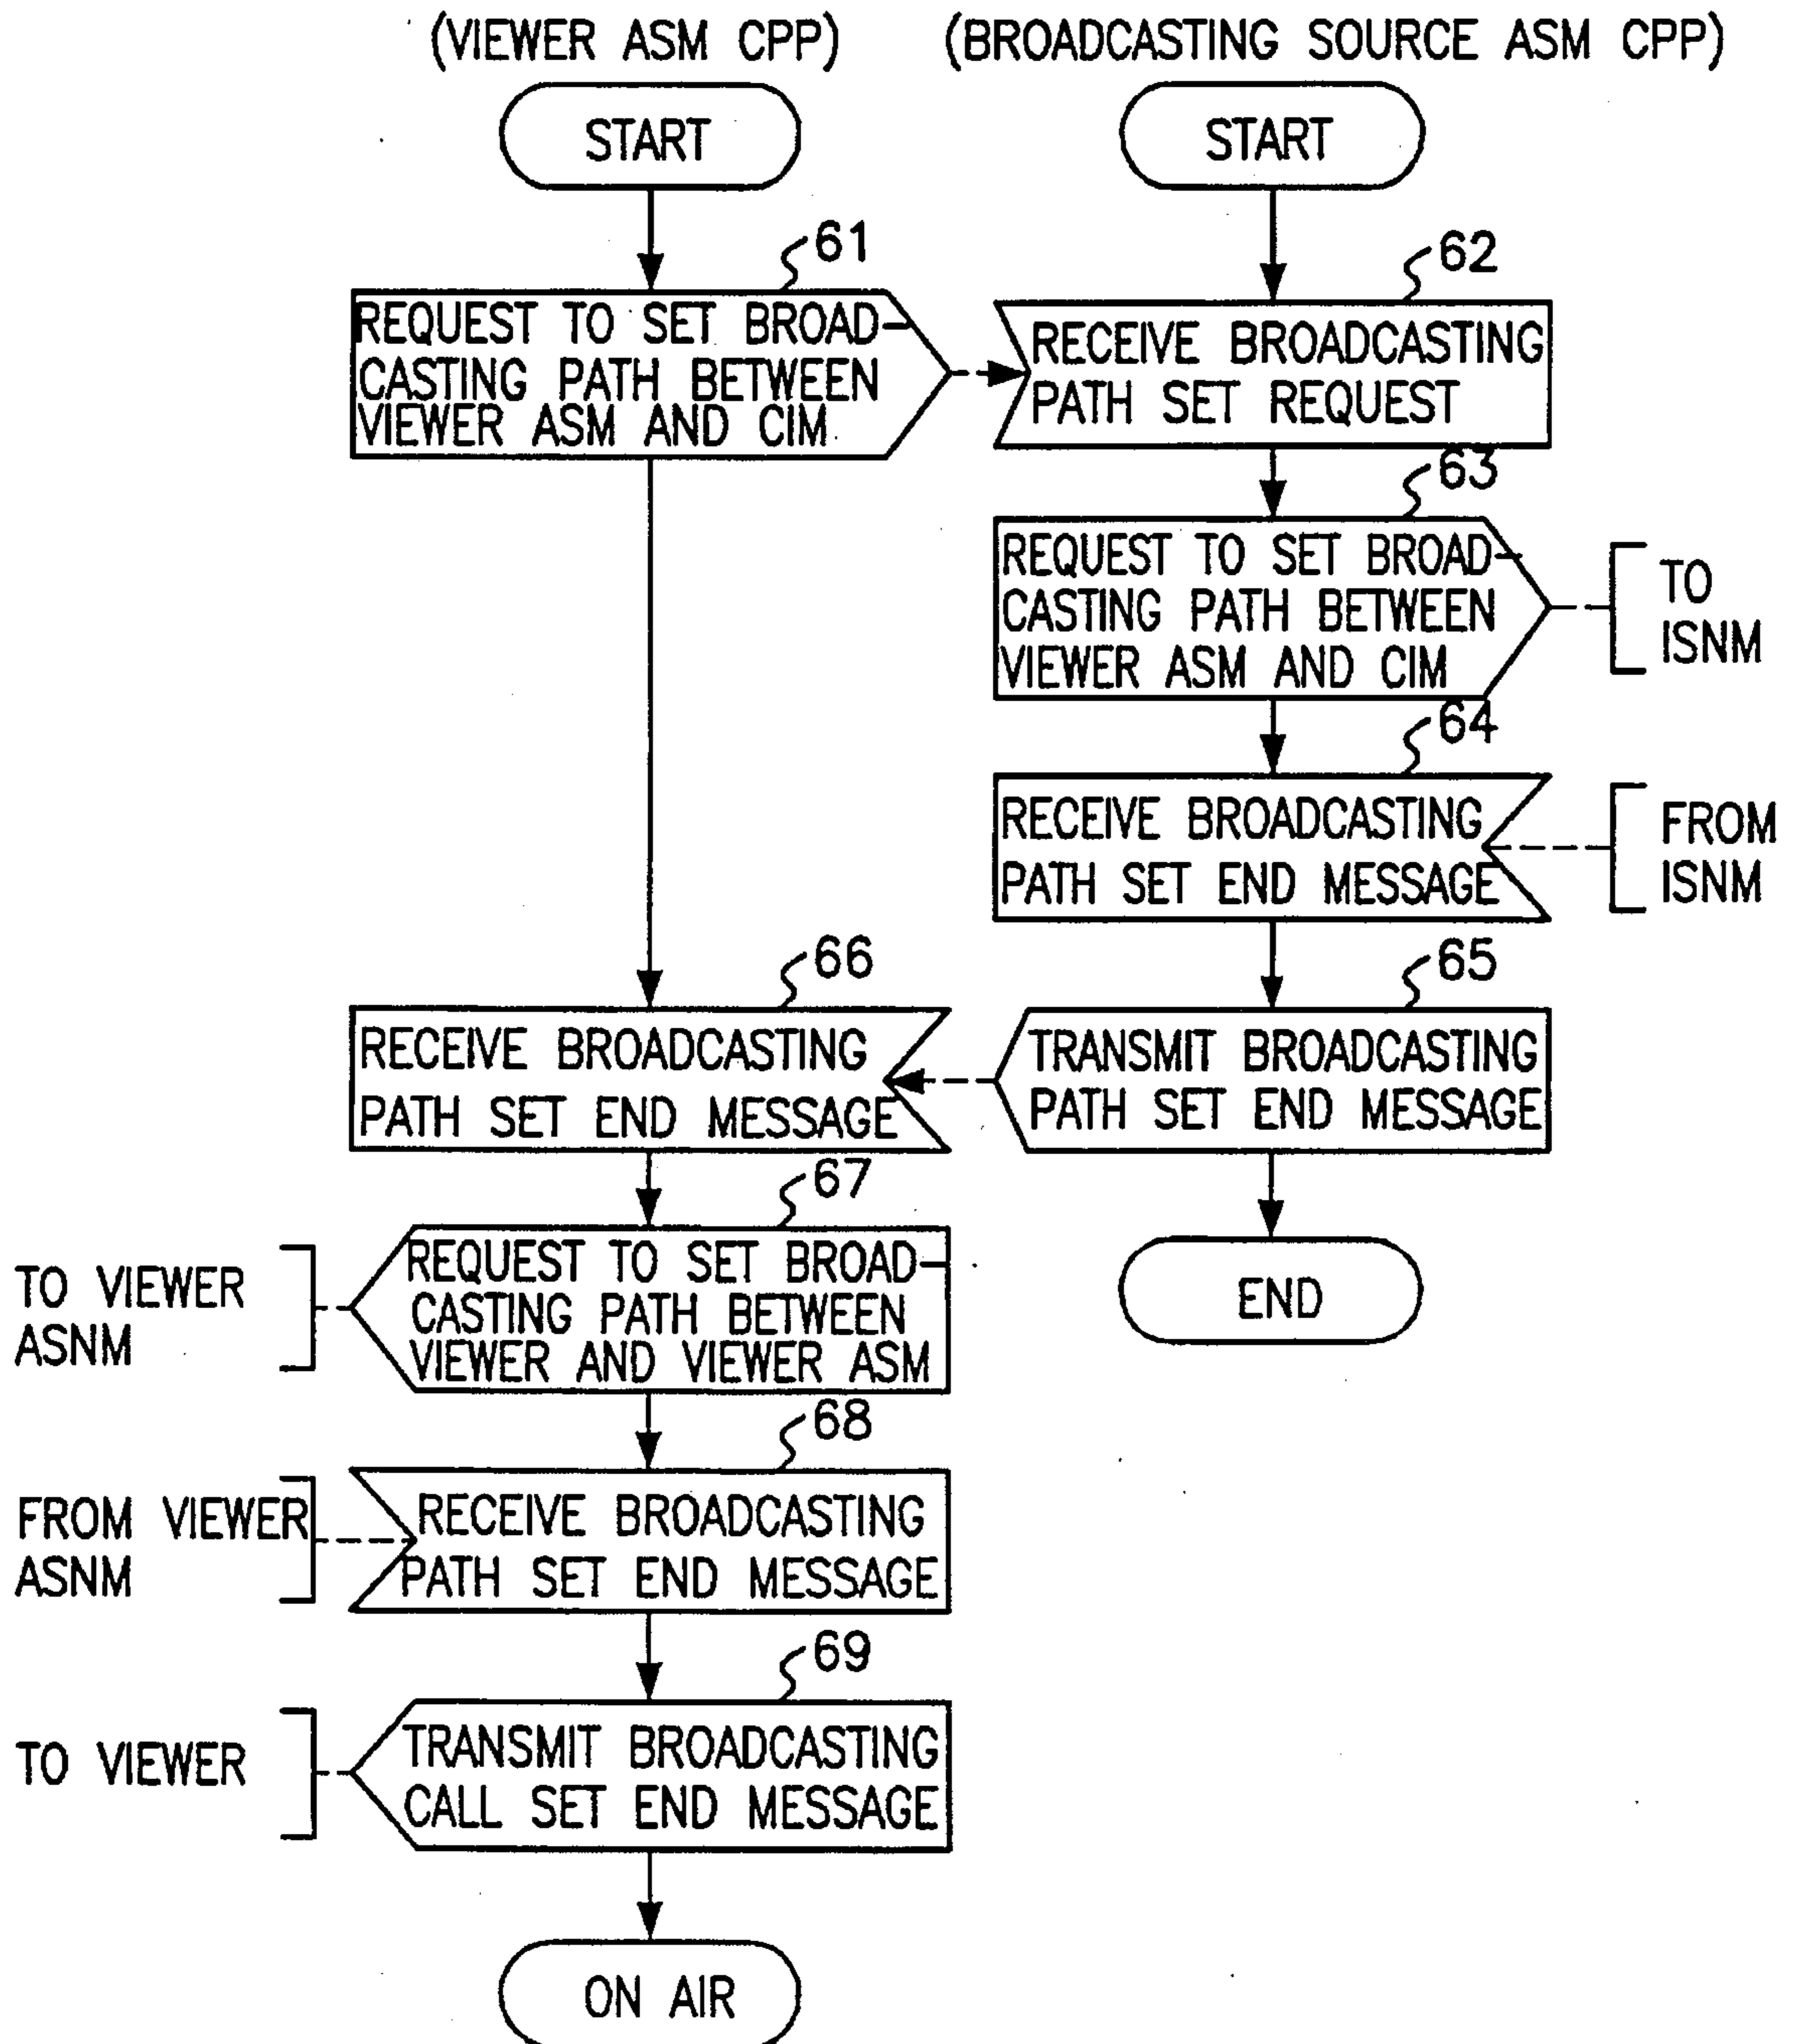 (VIEWER ASM CPP)
(BROADCASTING SOURCE ASM CPP)
START
START
61
REQUEST TO SET BROAD-
CASTING PATH BETWEEN
VIEWER ASM AND CIM
62
RECEIVE BROADCASTING
PATH SET REQUEST
63
REQUEST TO SET BROAD-
CASTING PATH BETWEEN
VIEWER ASM AND CIM
TO
ISNM
64
RECEIVE BROADCASTING
PATH SET END MESSAGE
FROM
ISNM
65
TRANSMIT BROADCASTING
PATH SET END MESSAGE
66
RECEIVE BROADCASTING
PATH SET END MESSAGE
END
67
REQUEST TO SET BROAD-
CASTING PATH BETWEEN
VIEWER AND VIEWER ASM
TO VIEWER
ASNM
68
RECEIVE BROADCASTING
PATH SET END MESSAGE
FROM VIEWER
ASNM
69
TRANSMIT BROADCASTING
CALL SET END MESSAGE
TO VIEWER
ON AIR